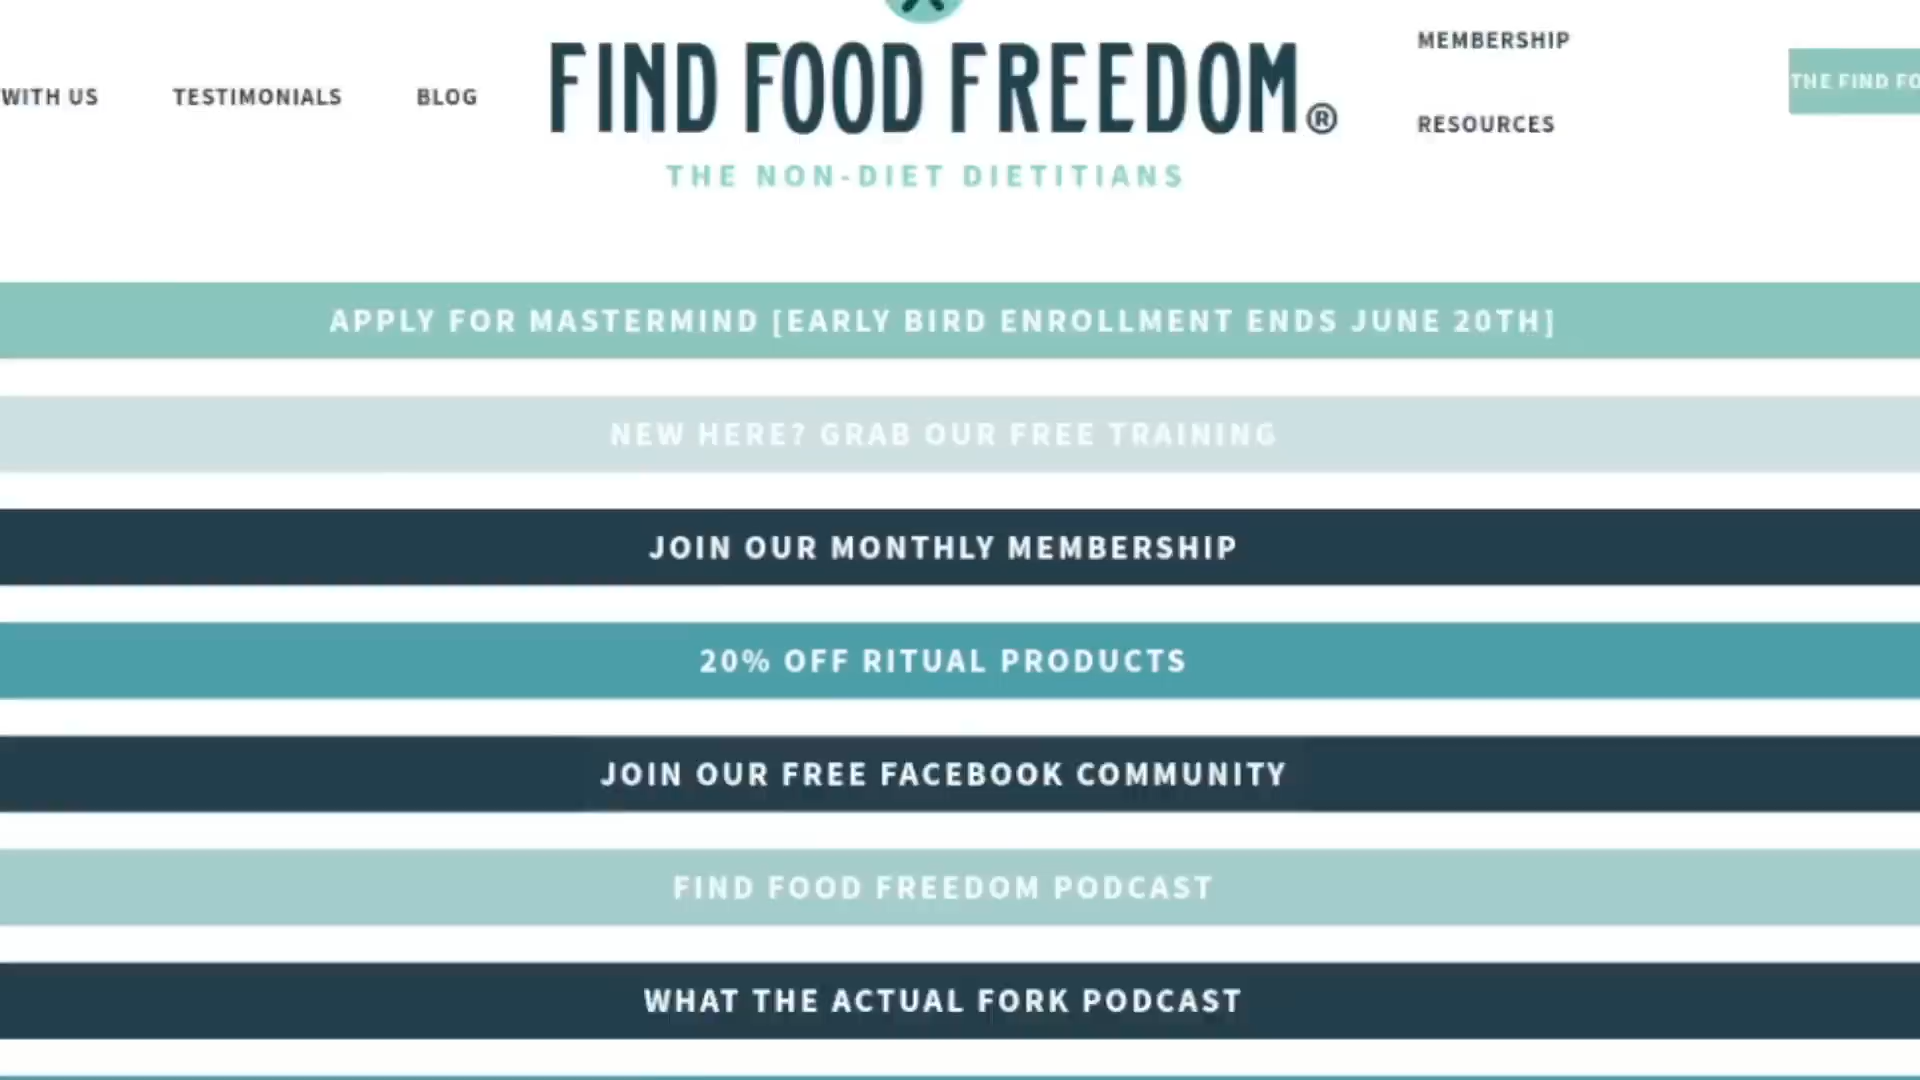 WITH US
TESTIMONIALS
BLOG
FIND FOOD FREEDOM®
THE NON-DIET DIETITIANS
MEMBERSHIP
RESOURCES
THE FIND
APPLY FOR MASTERMIND [EARLY BIRD ENROLLMENT ENDS JUNE 20TH]
NEW HERE? GRAB OUR FREE TRAINING
JOIN OUR MONTHLY MEMBERSHIP
20% OFF RITUAL PRODUCTS
JOIN OUR FREE FACEBOOK COMMUNITY
FIND FOOD FREEDOM PODCAST
WHAT THE ACTUAL FORK PODCAST